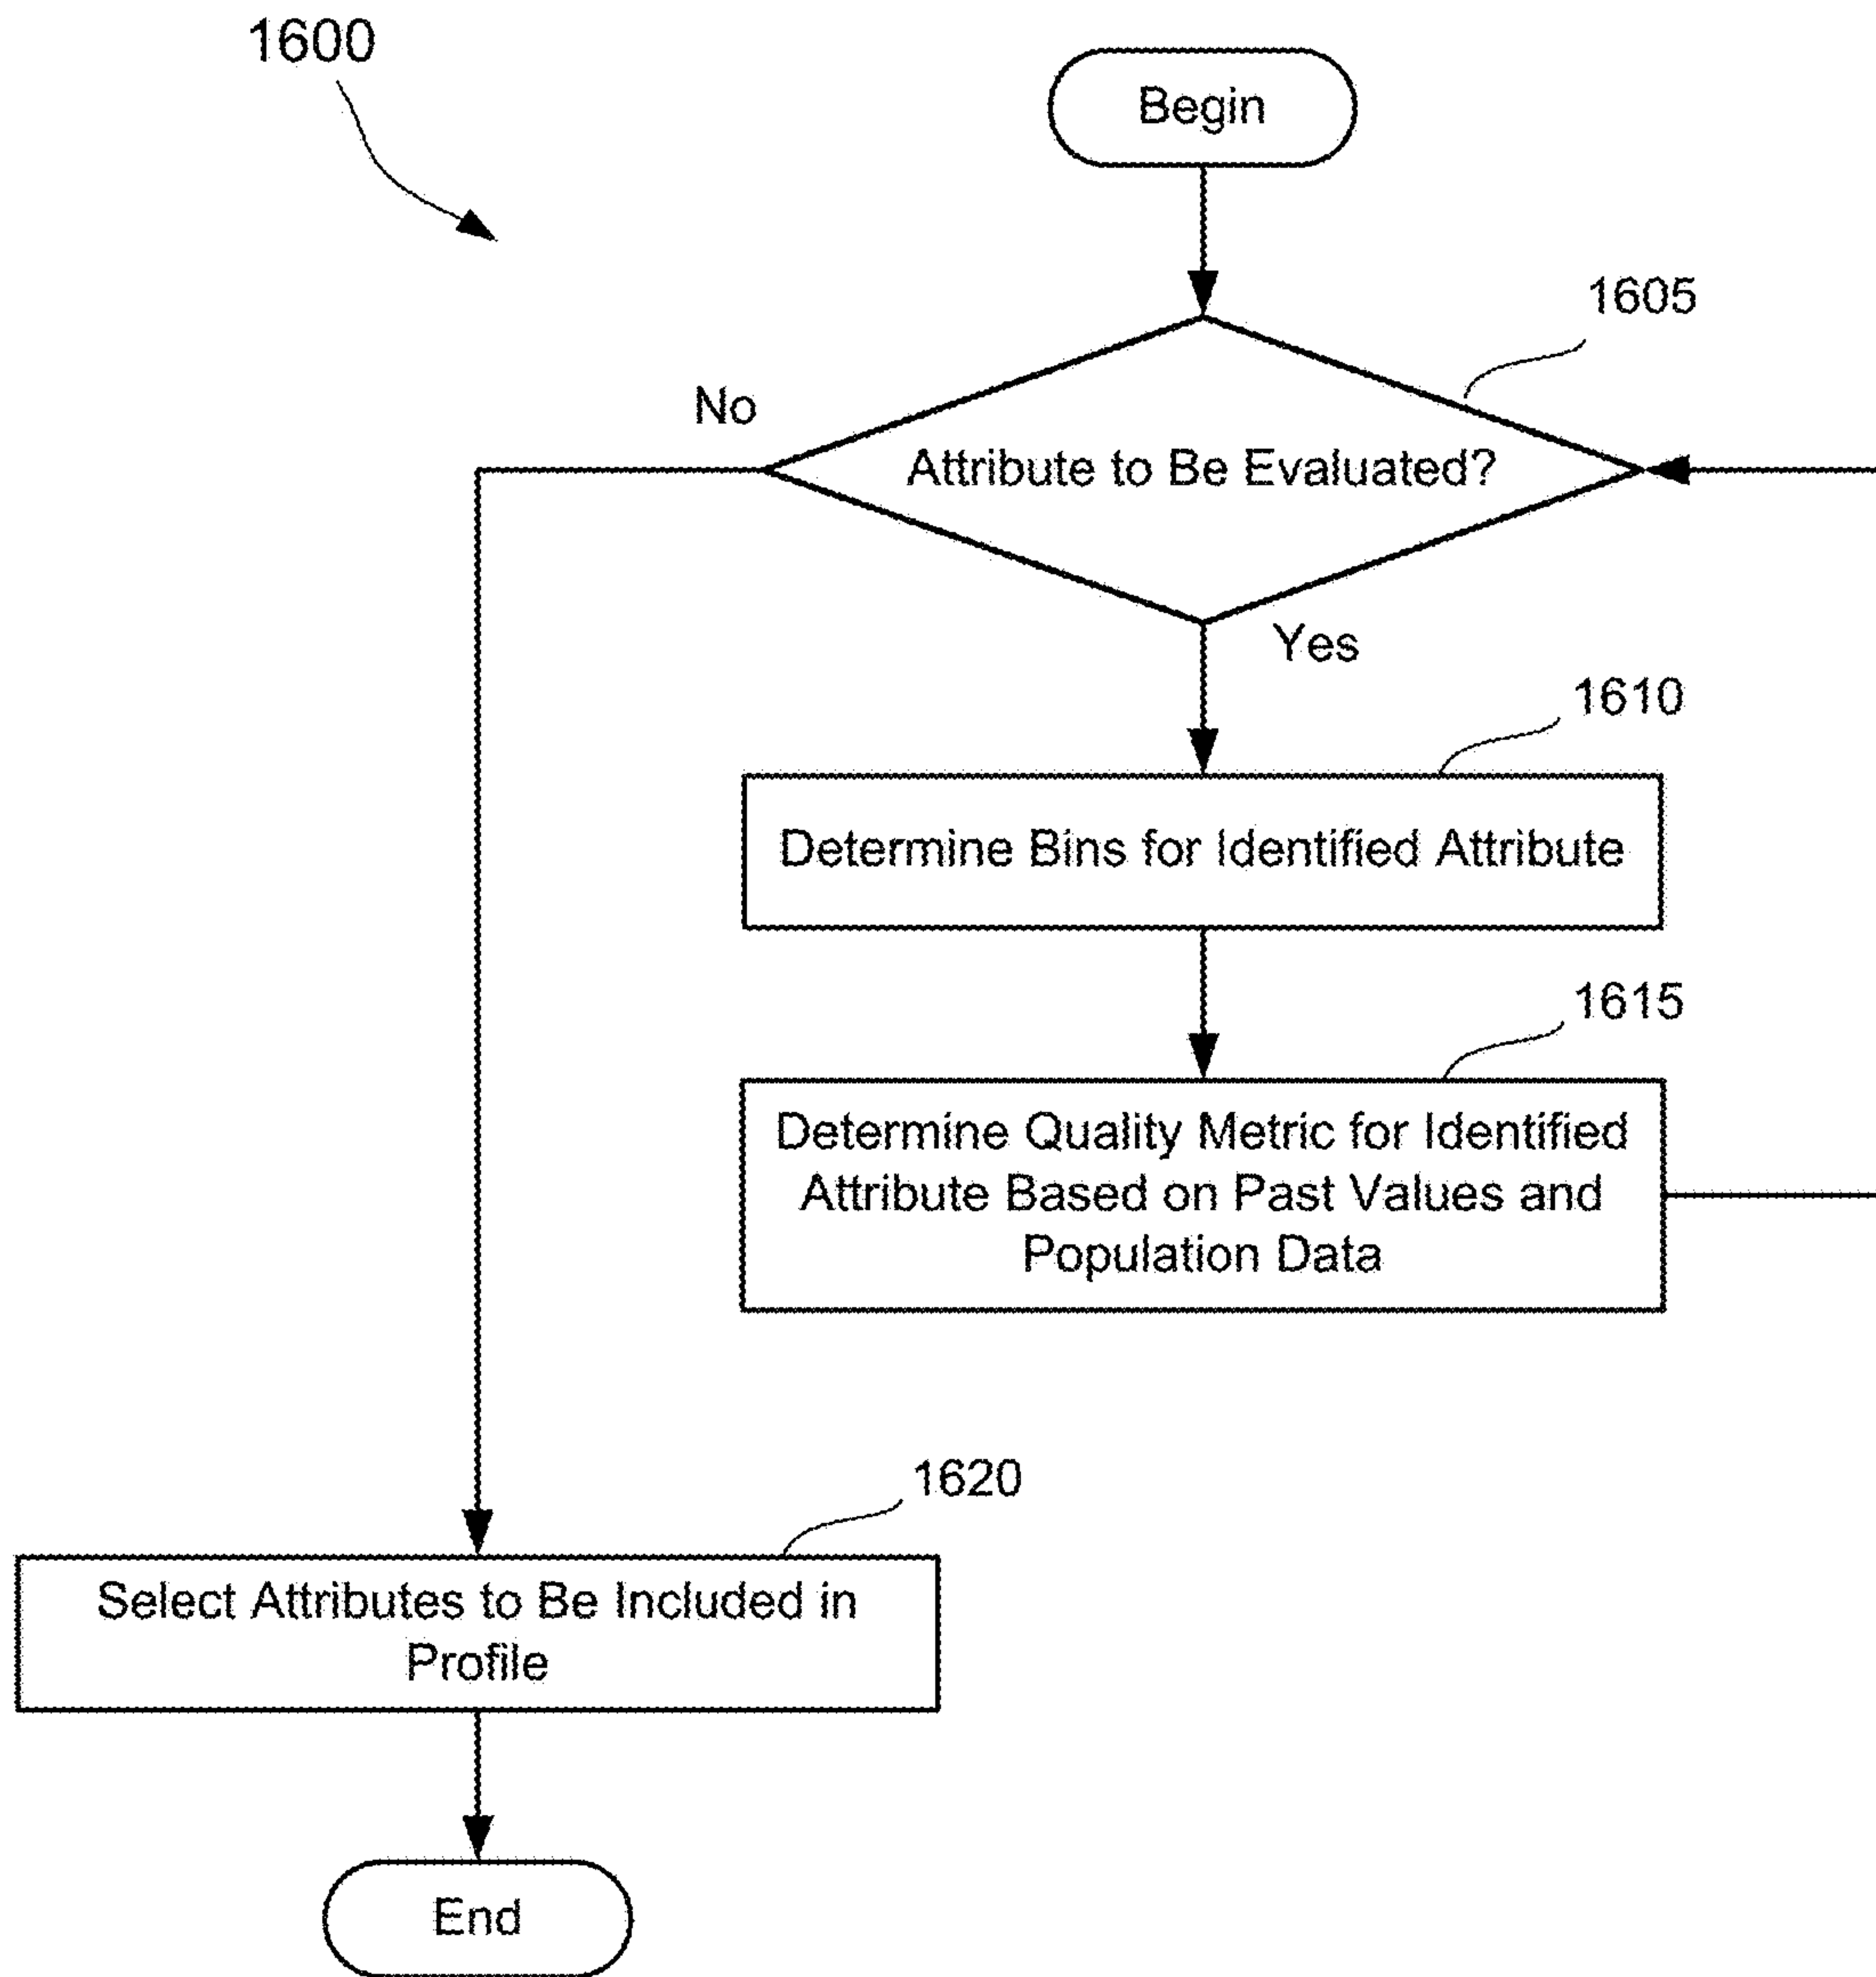 1600
Begin
1605
No
Attribute to Be Evaluated?
Yes
1610
Determine Bins for Identified Attribute
1615
Determine Quality Metric for Identified
Attribute Based on Past Values and
Population Data
1620
Select Attributes to Be Included in
Profile
End